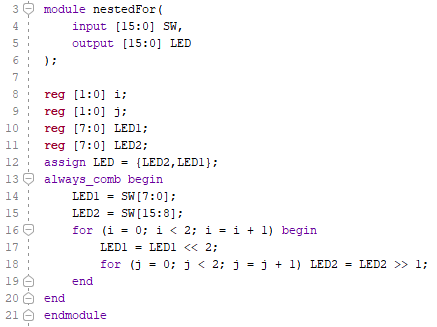 3 module nestedFor(
4     input [15:0] SW,
5     output [15:0] LED
6 );
7
8 reg [1:0] i;
9 reg [1:0] j;
10 reg [7:0] LED1;
11 reg [7:0] LED2;
12 assign LED = {LED2,LED1};
13 always_comb begin
14     LED1 = SW[7:0];
15     LED2 = SW[15:8];
16     for (i = 0; i < 2; i = i + 1) begin
17         LED1 = LED1 << 2;
18         for (j = 0; j < 2; j = j + 1) LED2 = LED2 >> 1;
19     end
20 end
21 endmodule